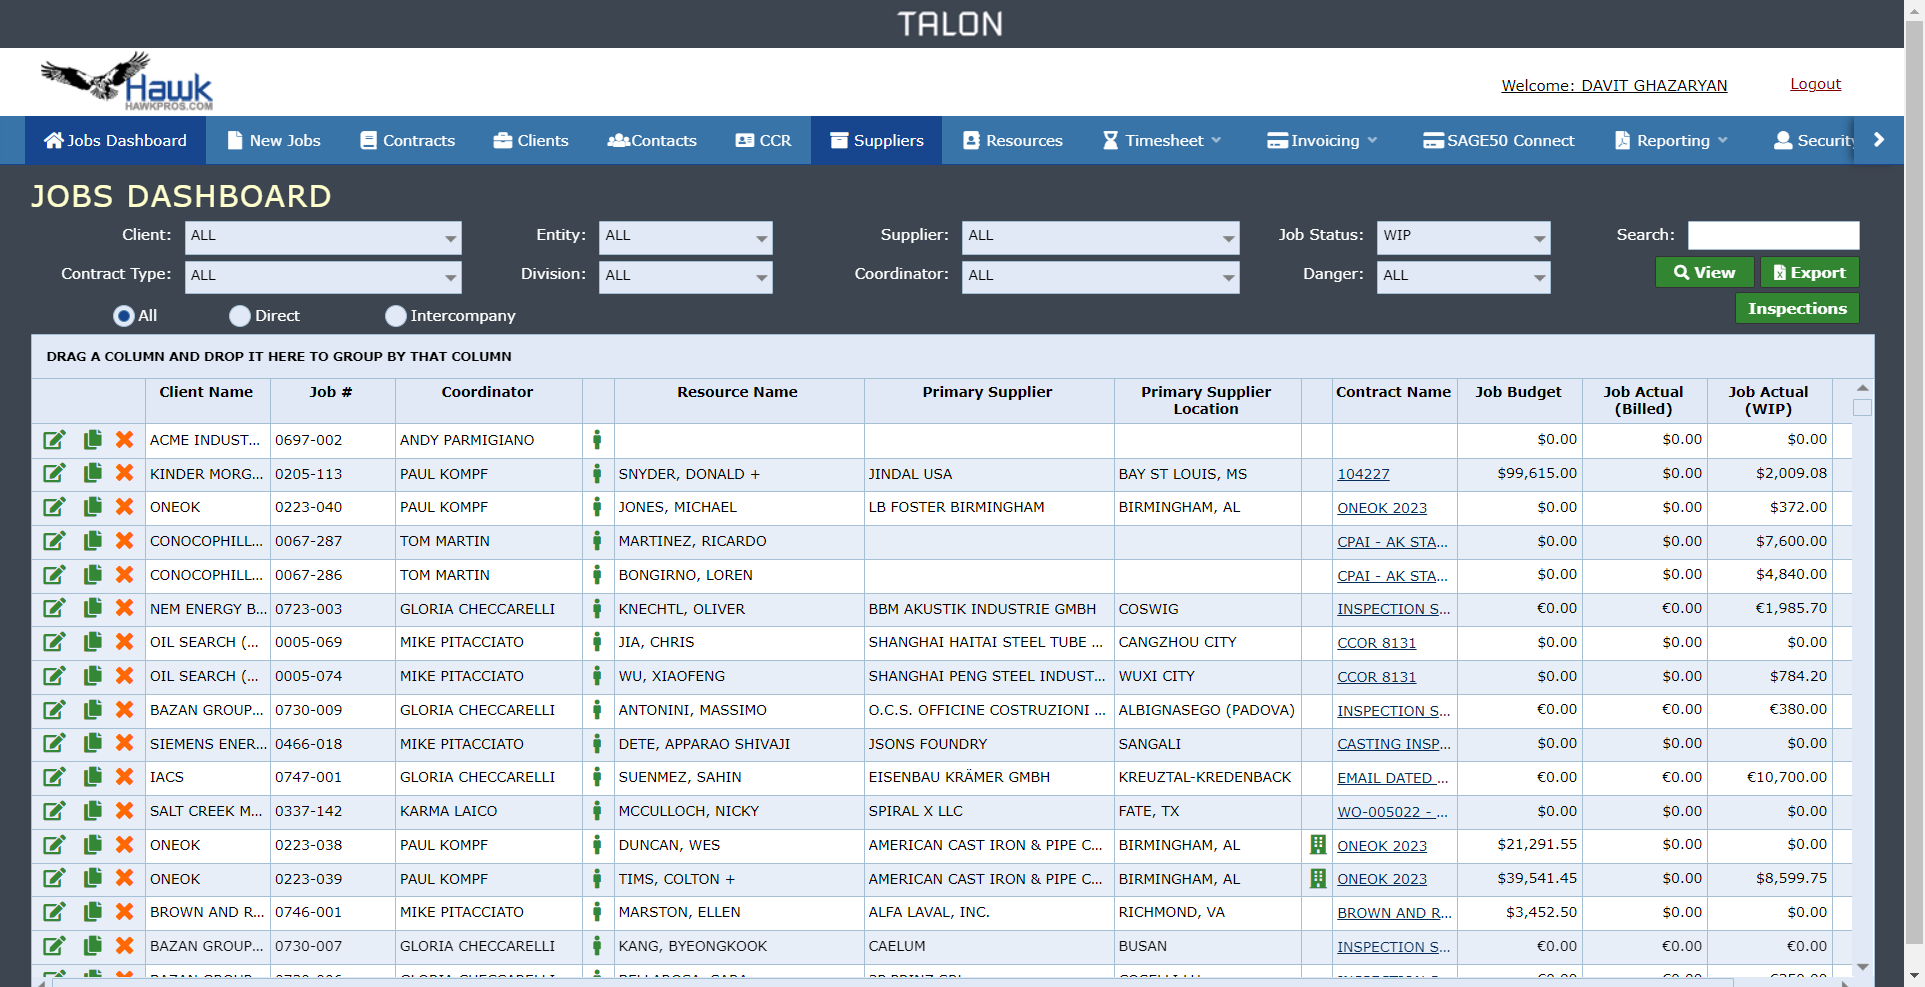 TALON
Hawk
HAWKPROS.COM
Welcome: DAVIT GHAZARYAN
Logout
Jobs Dashboard New Jobs Contracts Clients Contacts CCR Suppliers Resources Timesheet Invoicing SAGE50 Connect Reporting Security
JOBS DASHBOARD
Client: ALL Entity: ALL Supplier: ALL Job Status: WIP Search:
Contract Type: ALL Division: ALL Coordinator: ALL Danger: ALL View Export
All Direct Intercompany Inspections
DRAG A COLUMN AND DROP IT HERE TO GROUP BY THAT COLUMN
Client Name Job # Coordinator Resource Name Primary Supplier Primary Supplier Location Contract Name Job Budget Job Actual (Billed) Job Actual (WIP)
ACME INDUST... 0697-002 ANDY PARMIGIANO $0.00 $0.00 $0.00
KINDER MORG... 0205-113 PAUL KOMPF SNYDER, DONALD + JINDAL USA BAY ST LOUIS, MS 104227 $99,615.00 $0.00 $2,009.08
ONEOK 0223-040 PAUL KOMPF JONES, MICHAEL LB FOSTER BIRMINGHAM BIRMINGHAM, AL ONEOK 2023 $0.00 $0.00 $372.00
CONOCOPHILL... 0067-287 TOM MARTIN MARTINEZ, RICARDO CPAI - AK STA... $0.00 $0.00 $7,600.00
CONOCOPHILL... 0067-286 TOM MARTIN BONGIRNO, LOREN CPAI - AK STA... $0.00 $0.00 $4,840.00
NEM ENERGY B... 0723-003 GLORIA CHECCARELLI KNECHTL, OLIVER BBM AKUSTIK INDUSTRIE GMBH COSWIG INSPECTION S... €0.00 €0.00 €1,985.70
OIL SEARCH (... 0005-069 MIKE PITACCIATO JIA, CHRIS SHANGHAI HAITAI STEEL TUBE ... CANGZHOU CITY CCOR 8131 $0.00 $0.00 $0.00
OIL SEARCH (... 0005-074 MIKE PITACCIATO WU, XIAOFENG SHANGHAI PENG STEEL INDUST... WUXI CITY CCOR 8131 $0.00 $0.00 $784.20
BAZAN GROUP... 0730-009 GLORIA CHECCARELLI ANTONINI, MASSIMO O.C.S. OFFICINE COSTRUZIONI ... ALBIGNASEGO (PADOVA) INSPECTION S... €0.00 €0.00 €380.00
SIEMENS ENER... 0466-018 MIKE PITACCIATO DETE, APPARAO SHIVAJI JSONS FOUNDRY SANGALI CASTING INSP... $0.00 $0.00 $0.00
IACS 0747-001 GLORIA CHECCARELLI SUENMEZ, SAHIN EISENBAU KRÄMER GMBH KREUZTAL-KREDENBACK EMAIL DATED ... €0.00 €0.00 €10,700.00
SALT CREEK M... 0337-142 KARMA LAICO MCCULLOCH, NICKY SPIRAL X LLC FATE, TX WO-005022 - ... $0.00 $0.00 $0.00
ONEOK 0223-038 PAUL KOMPF DUNCAN, WES AMERICAN CAST IRON & PIPE C... BIRMINGHAM, AL ONEOK 2023 $21,291.55 $0.00 $0.00
ONEOK 0223-039 PAUL KOMPF TIMS, COLTON + AMERICAN CAST IRON & PIPE C... BIRMINGHAM, AL ONEOK 2023 $39,541.45 $0.00 $8,599.75
BROWN AND R... 0746-001 MIKE PITACCIATO MARSTON, ELLEN ALFA LAVAL, INC. RICHMOND, VA BROWN AND R... $3,452.50 $0.00 $0.00
BAZAN GROUP... 0730-007 GLORIA CHECCARELLI KANG, BYEONGKOOK CAELUM BUSAN INSPECTION S... €0.00 €0.00 €0.00